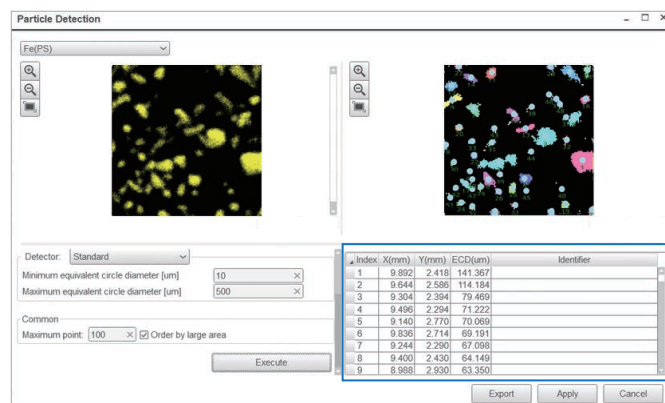 Particle Detection
Fe(PS)
Detector: Standard
Minimum equivalent circle diameter [um] 10
Maximum equivalent circle diameter [um] 500
Common
Maximum point: 100 Order by large area
Execute
Index X(mm) Y(mm) ECD(um) Identifier
1 9.892 2.418 141.367
2 9.644 2.586 114.184
3 9.304 2.394 79.469
4 9.496 2.294 71.222
5 9.140 2.770 70.069
6 9.836 2.714 69.191
7 9.244 2.290 67.098
8 9.400 2.430 64.149
9 8.988 2.930 63.350
Export Apply Cancel